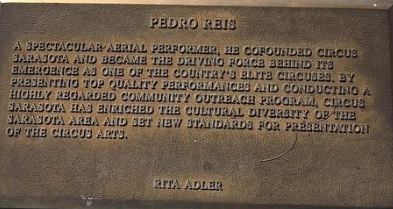 PEDRO REIS
A SPECTACULAR AERIAL PERFORMER, HE COFOUNDED CIRCUS
SARASOTA AND BECAME THE DRIVING FORCE BEHIND ITS
EMERGENCE AS ONE OF THE COUNTRY'S ELITE CIRCUSES. BY
PRESENTING TOP QUALITY PERFORMANCES AND CONDUCTING A
HIGHLY REGARDED COMMUNITY OUTREACH PROGRAM, CIRCUS
SARASOTA HAS ENRICHED THE CULTURAL DIVERSITY OF THE
SARASOTA AREA AND SET NEW STANDARDS FOR PRESENTATION
OF THE CIRCUS ARTS.
RITA ADLER